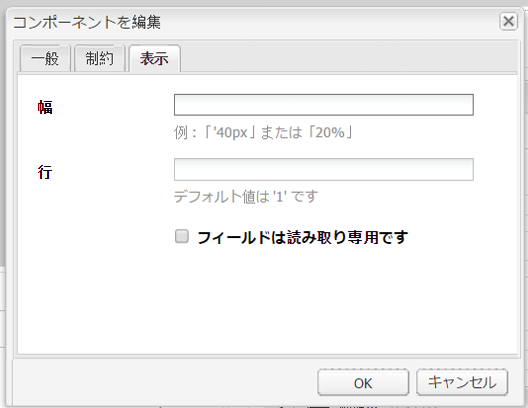 コンポーネントを編集
一般 制約 表示
幅
例：「'40px」または「20%」
行
デフォルト値は '1' です
フィールドは読み取り専用です
OK キャンセル